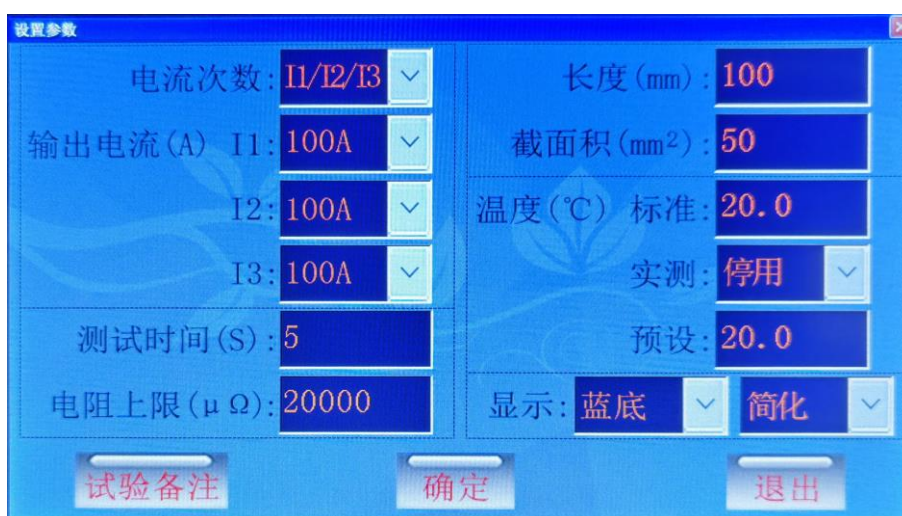 设置参数
电流次数: I1/I2/I3
输出电流(A) I1: 100A
I2: 100A
I3: 100A
测试时间(S): 5
电阻上限(μΩ): 20000
长度(mm): 100
截面积(mm²): 50
温度(℃) 标准: 20.0
实测: 停用
预设: 20.0
显示: 蓝底 简化
试验备注 确定 退出